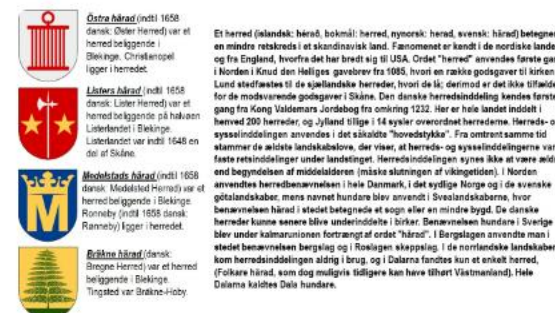 Östra härad (indtil 1658
dansk: Øster Herred) var et
herred beliggende i
Blekinge. Christianopel
ligger i herredet.
Listers härad (indtil 1658
dansk: Lister Herred) var et
herred beliggende på halvøen
Listerlandet i Blekinge.
Listerlandet var indtil 1648 en
del af Skåne.
Medelstads härad (indtil 1658
dansk: Medelsted Herred) var et
herred beliggende i Blekinge.
Ronneby (indtil 1658 dansk:
Rønneby) ligger i herredet.
Bräkne härad (dansk:
Bregne Herred) var et herred
beliggende i Blekinge.
Tingsted var Bräkne-Hoby.
Et herred (islandsk: hérað, bokmål: herred, nynorsk: herad, svensk: härad) betegner
en mindre retskreds i et skandinavisk land. Fænomenet er kendt i de nordiske lande
og England, hvorfra det har bredt sig til USA. Ordet "herred" anvendes første gan
i Norden i Knud den Helliges gavebrev fra 1085, hvori en række godsgaver til kirken
Lund stedfæstes til de sjællandske herreder, hvori de lå; derimod er det ikke tilfælde
for de modsvarende godsgaver i Skåne. Den danske herredsinddeling kendes første
gang fra Kong Valdemars Jordebog fra omkring 1232. Her er hele landet inddelt i
henved 200 herreder, og Jylland tillige i 14 sysler overordnet herrederne. Herreds- o
sysselinddelingen anvendes i det såkaldte "hovedstykke". Fra omtrent samme tid
stammer de ældste landskabslove, der viser, at herreds- og sysselinddelingerne var
faste retsinddelinger under landstinget. Herredsinddelingen synes ikke at være æld
end begyndelsen af middelalderen (måske slutningen af vikingetiden). I Norden
anvendtes herredbenævnelsen i hele Danmark, i det sydlige Norge og i de svenske
götalandskaber, mens navnet hundare blev anvendt i Svealandskaberne, hvor
benævnelsen härad i stedet betegnede et sogn eller en mindre bygd. De danske
herreder kunne senere blive underinddelte i birker. Benævnelsen hundare i Sverige
blev under kalmarunionen fortrængt af ordet "härad". I Bergslagen anvendte man i
stedet benævnelsen bergslag og i Roslagen skeppslag. I de norrlandske landskaber
kom herredsinddelingen aldrig i brug, og i Dalarna fandtes kun et enkelt herred,
(Folkare härad, som dog muligvis tidligere kan have tilhørt Västmanland). Hele
Dalarna kaldtes Dala hundare.